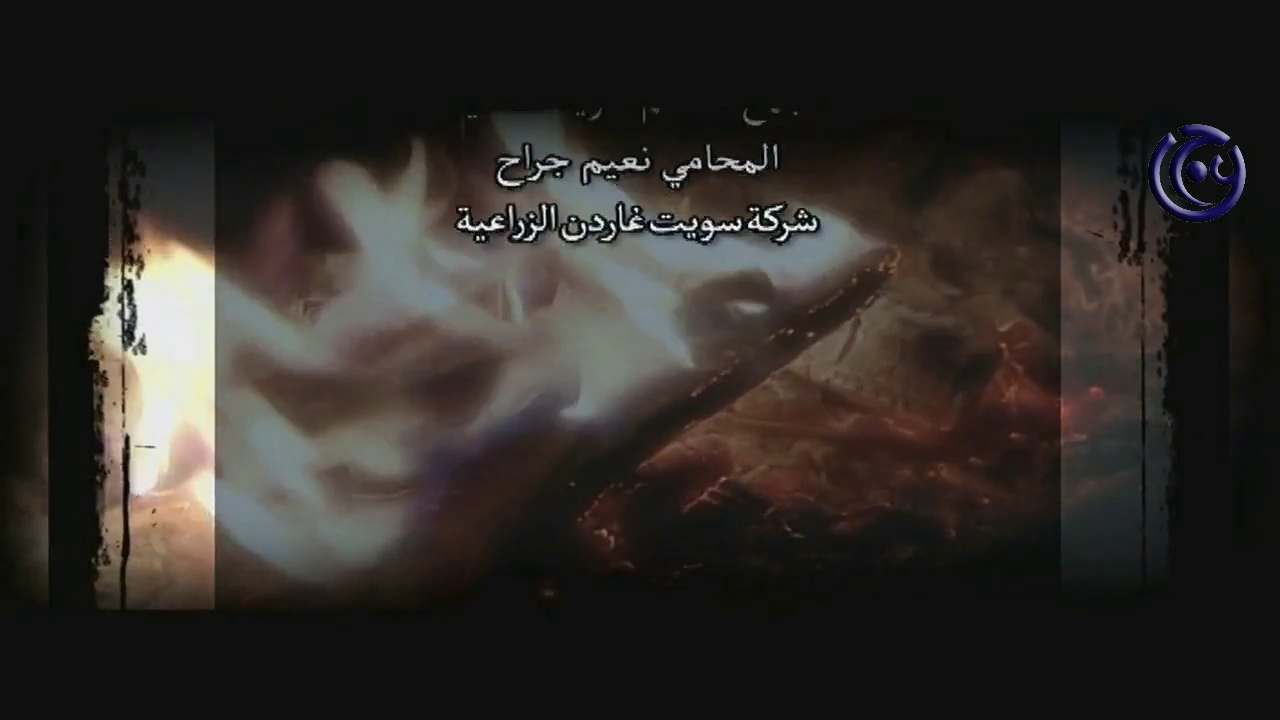 المحامي نعيم جراح
شركة سويت غاردن الزراعية